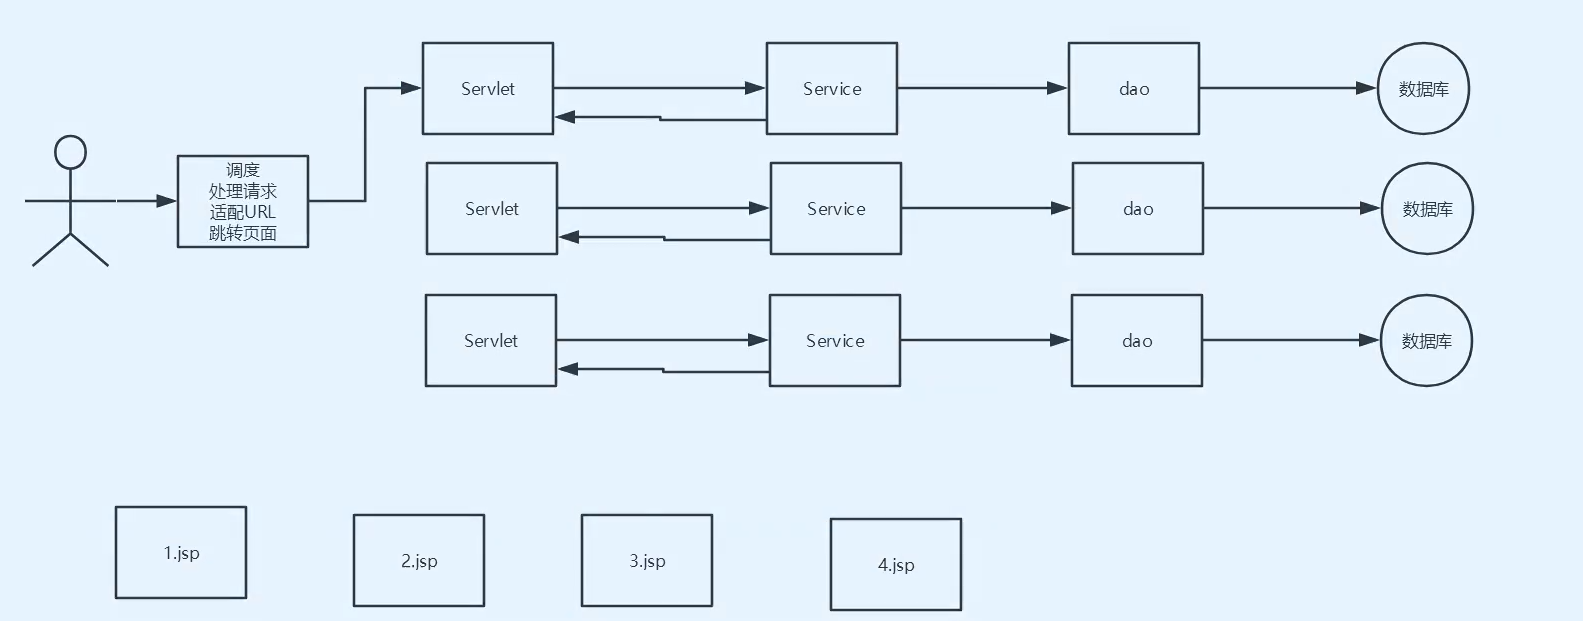 Servlet
Service
dao
数据库
调度
处理请求
适配URL
跳转页面
Servlet
Service
dao
数据库
Servlet
Service
dao
数据库
1.jsp
2.jsp
3.jsp
4.jsp